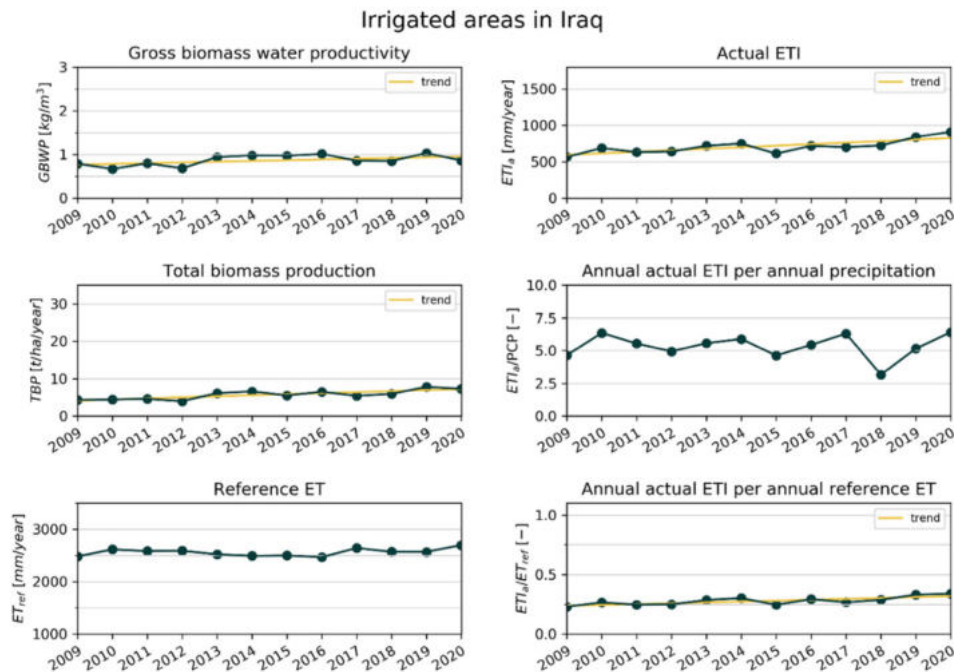 Irrigated areas in Iraq
Gross biomass water productivity
GBWP [kg/m³]
3
2
1
0
trend
2009 2010 2011 2012 2013 2014 2015 2016 2017 2018 2019 2020
Actual ETI
ETIₐ [mm/year]
1500
1000
500
0
trend
2009 2010 2011 2012 2013 2014 2015 2016 2017 2018 2019 2020
Total biomass production
TBP [t/ha/year]
30
20
10
0
trend
2009 2010 2011 2012 2013 2014 2015 2016 2017 2018 2019 2020
Annual actual ETI per annual precipitation
ETIₐ/PCP [−]
10.0
7.5
5.0
2.5
0.0
2009 2010 2011 2012 2013 2014 2015 2016 2017 2018 2019 2020
Reference ET
ET_ref [mm/year]
3000
2000
1000
2009 2010 2011 2012 2013 2014 2015 2016 2017 2018 2019 2020
Annual actual ETI per annual reference ET
ETIₐ/ET_ref [−]
1.0
0.5
0.0
trend
2009 2010 2011 2012 2013 2014 2015 2016 2017 2018 2019 2020